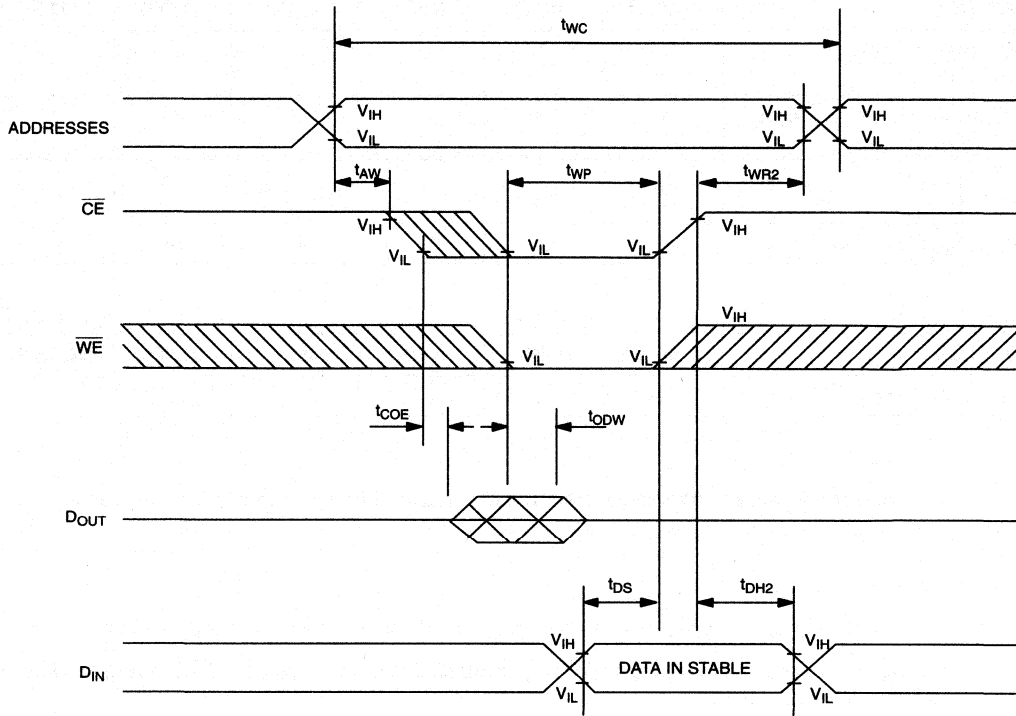 tWC
ADDRESSES
VIH
VIL
VIH
VIL
VIH
VIL
tAW
tWP
tWR2
CE
VIH
VIL
VIL
VIL
VIH
WE
VIL
VIL
VIH
tCOE
tODW
DOUT
tDS
tDH2
DIN
VIH
VIL
DATA IN STABLE
VIH
VIL